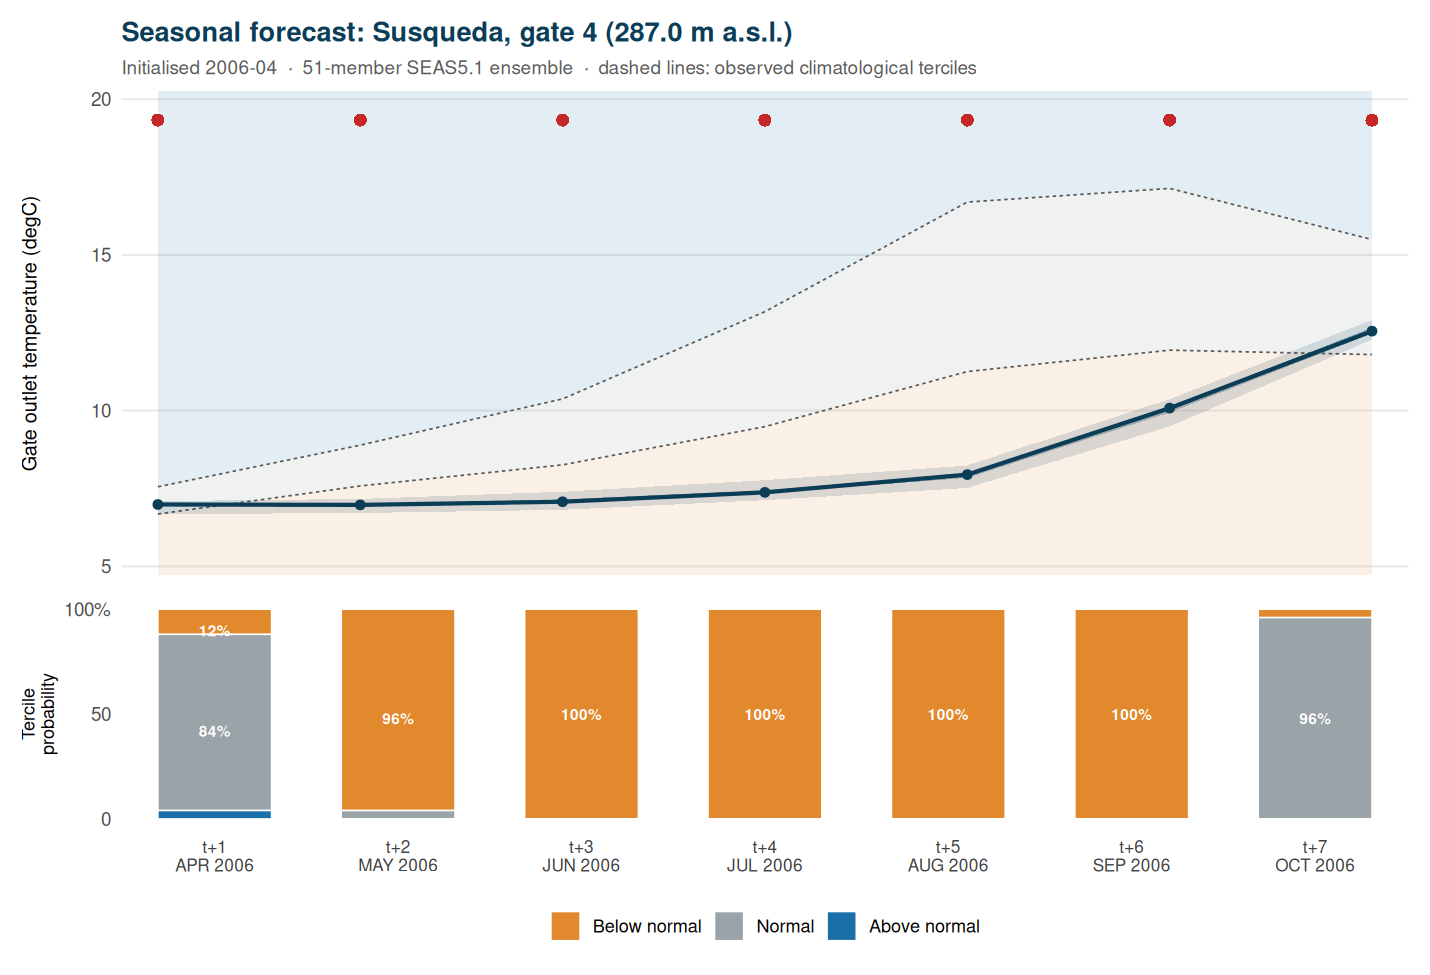 Seasonal forecast: Susqueda, gate 4 (287.0 m a.s.l.)
Initialised 2006-04 · 51-member SEAS5.1 ensemble · dashed lines: observed climatological terciles
Gate outlet temperature (degC)
20
15
10
5
Tercile
probability
100%
50
0
12%
84%
96%
100%
100%
100%
100%
96%
t+1
APR 2006
t+2
MAY 2006
t+3
JUN 2006
t+4
JUL 2006
t+5
AUG 2006
t+6
SEP 2006
t+7
OCT 2006
Below normal
Normal
Above normal